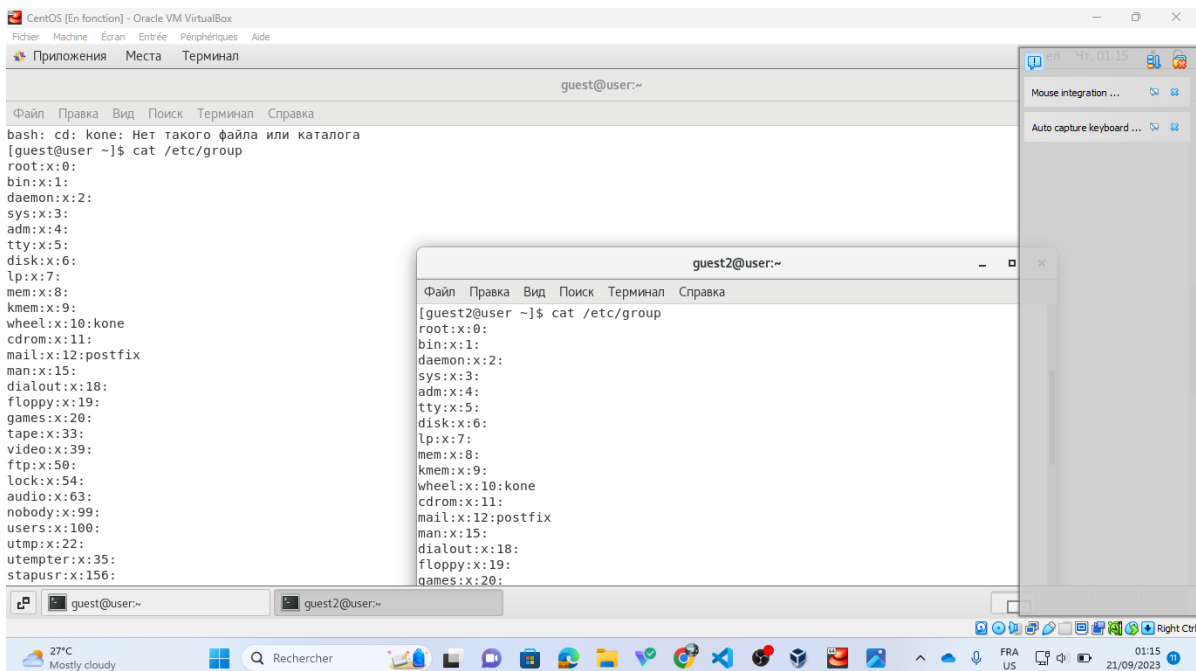 CentOS [En fonction] - Oracle VM VirtualBox
Fichier Machine Écran Entrée Périphériques Aide
Приложения Места Терминал
en Чт, 01:15
guest@user:~
Mouse integration ...
Файл Правка Вид Поиск Терминал Справка
Auto capture keyboard ...
bash: cd: kone: Нет такого файла или каталога
[guest@user ~]$ cat /etc/group
root:x:0:
bin:x:1:
daemon:x:2:
sys:x:3:
adm:x:4:
tty:x:5:
disk:x:6:
lp:x:7:
mem:x:8:
kmem:x:9:
wheel:x:10:kone
cdrom:x:11:
mail:x:12:postfix
man:x:15:
dialout:x:18:
floppy:x:19:
games:x:20:
tape:x:33:
video:x:39:
ftp:x:50:
lock:x:54:
audio:x:63:
nobody:x:99:
users:x:100:
utmp:x:22:
utempter:x:35:
stapusr:x:156:
guest2@user:~
Файл Правка Вид Поиск Терминал Справка
[guest2@user ~]$ cat /etc/group
root:x:0:
bin:x:1:
daemon:x:2:
sys:x:3:
adm:x:4:
tty:x:5:
disk:x:6:
lp:x:7:
mem:x:8:
kmem:x:9:
wheel:x:10:kone
cdrom:x:11:
mail:x:12:postfix
man:x:15:
dialout:x:18:
floppy:x:19:
games:x:20:
guest@user:~
guest2@user:~
Right Ctrl
27°C
Mostly cloudy
Rechercher
FRA
US
01:15
21/09/2023
11